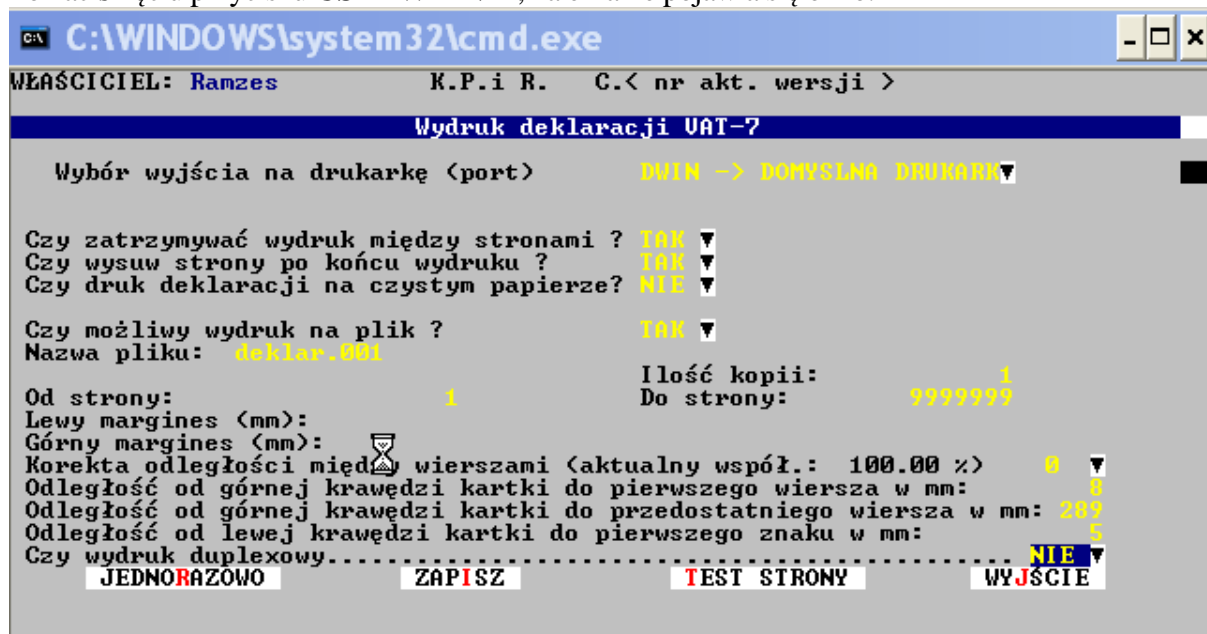 C:\WINDOWS\system32\cmd.exe
WŁAŚCICIEL: Ramzes K.P.i R. C.< nr akt. wersji >
Wydruk deklaracji VAT-7
Wybór wyjścia na drukarkę (port) DWIN -> DOMYSLNA DRUKARK
Czy zatrzymywać wydruk między stronami ? TAK
Czy wysuw strony po końcu wydruku ? TAK
Czy druk deklaracji na czystym papierze? NIE
Czy możliwy wydruk na plik ? TAK
Nazwa pliku: deklar.001
Ilość kopii: 1
Od strony: 1 Do strony: 9999999
Lewy margines (mm):
Górny margines (mm):
Korekta odległości między wierszami (aktualny współ.: 100.00 %) 0
Odległość od górnej krawędzi kartki do pierwszego wiersza w mm: 8
Odległość od górnej krawędzi kartki do przedostatniego wiersza w mm: 289
Odległość od lewej krawędzi kartki do pierwszego znaku w mm: 5
Czy wydruk duplexowy.......................................... NIE
JEDNORAZOWO ZAPISZ TEST STRONY WYJŚCIE